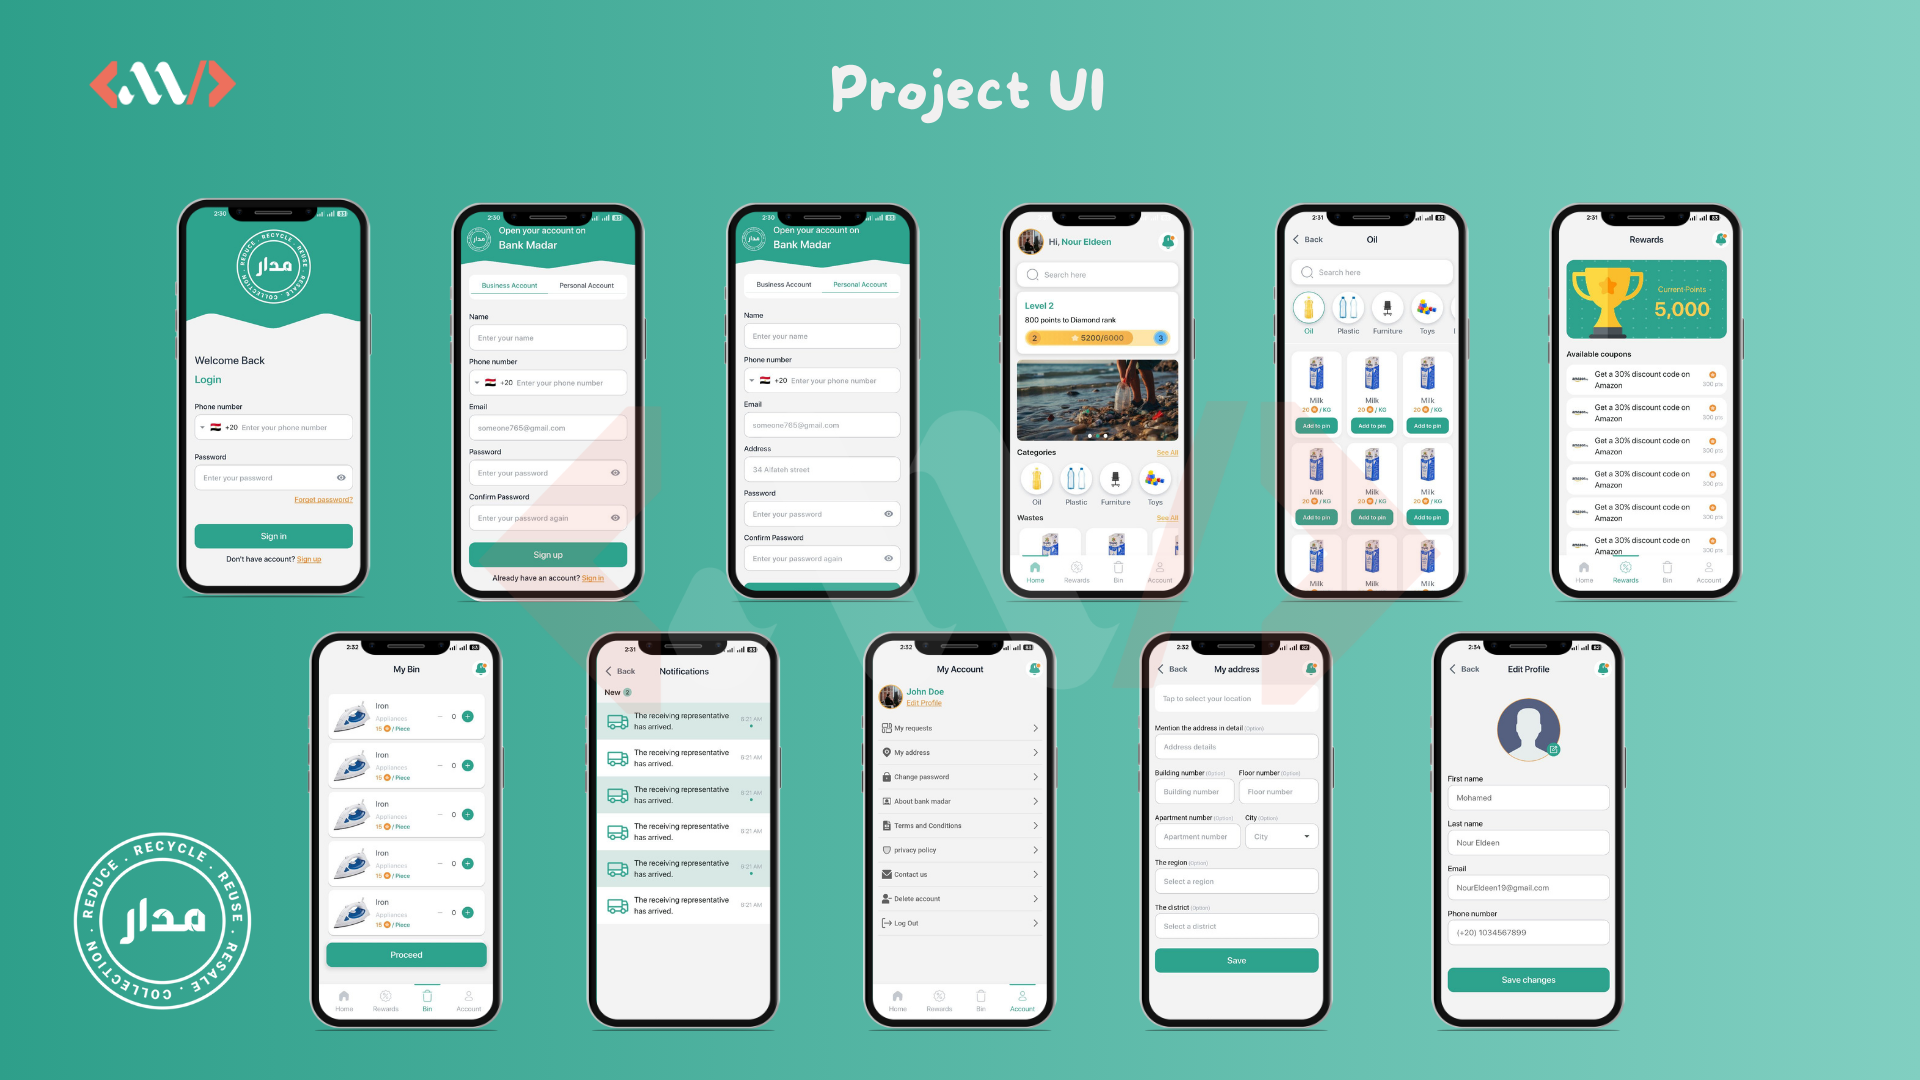 Project UI
2:30
83
REDUCE . RECYCLE . REUSE . RESALE . COLLECTION .
مدار
Welcome Back
Login
Phone number
+20 Enter your phone number
Password
Enter your password
Forget password?
Sign in
Don't have account? Sign up
2:30
83
مدار
Open your account on
Bank Madar
Business Account
Personal Account
Name
Enter your name
Phone number
+20 Enter your phone number
Email
someone765@gmail.com
Password
Enter your password
Confirm Password
Enter your password again
Sign up
Already have an account? Sign in
2:30
83
مدار
Open your account on
Bank Madar
Business Account
Personal Account
Name
Enter your name
Phone number
+20 Enter your phone number
Email
someone765@gmail.com
Address
34 Alfateh street
Password
Enter your password
Confirm Password
Enter your password again
Hi, Nour Eldeen
Search here
Level 2
800 points to Diamond rank
2
5200/6000
3
Categories
See All
Oil
Plastic
Furniture
Toys
Wastes
See All
Home
Rewards
Bin
Account
2:31
83
Back
Oil
Search here
Oil
Plastic
Furniture
Toys
Milk
Milk
Milk
20 / KG
20 / KG
20 / KG
Add to pin
Add to pin
Add to pin
Milk
Milk
Milk
20 / KG
20 / KG
20 / KG
Add to pin
Add to pin
Add to pin
Milk
Milk
Milk
2:31
83
Rewards
Current Points
5,000
Available coupons
Get a 30% discount code on
Amazon
300 pts
Get a 30% discount code on
Amazon
300 pts
Get a 30% discount code on
Amazon
300 pts
Get a 30% discount code on
Amazon
300 pts
Get a 30% discount code on
Amazon
300 pts
Get a 30% discount code on
Amazon
300 pts
Home
Rewards
Bin
Account
2:32
83
My Bin
Iron
Appliances
15 / Piece
0
Iron
Appliances
15 / Piece
0
Iron
Appliances
15 / Piece
0
Iron
Appliances
15 / Piece
0
Iron
Appliances
15 / Piece
0
Proceed
Home
Rewards
Bin
Account
2:31
83
Back
Notifications
New 2
The receiving representative
has arrived.
8:21 AM
The receiving representative
has arrived.
8:21 AM
The receiving representative
has arrived.
8:21 AM
The receiving representative
has arrived.
8:21 AM
The receiving representative
has arrived.
8:21 AM
The receiving representative
has arrived.
8:21 AM
2:32
83
My Account
John Doe
Edit Profile
My requests
My address
Change password
About bank madar
Terms and Conditions
privacy policy
Contact us
Delete account
Log Out
Home
Rewards
Bin
Account
2:32
82
Back
My address
Tap to select your location
Mention the address in detail (Option)
Address details
Building number (Option)
Floor number (Option)
Building number
Floor number
Apartment number (Option)
City (Option)
Apartment number
City
The region (Option)
Select a region
The district (Option)
Select a district
Save
2:34
82
Back
Edit Profile
First name
Mohamed
Last name
Nour Eldeen
Email
NourEldeen19@gmail.com
Phone number
(+20) 1034567899
Save changes
REDUCE . RECYCLE . REUSE . RESALE . COLLECTION .
مدار